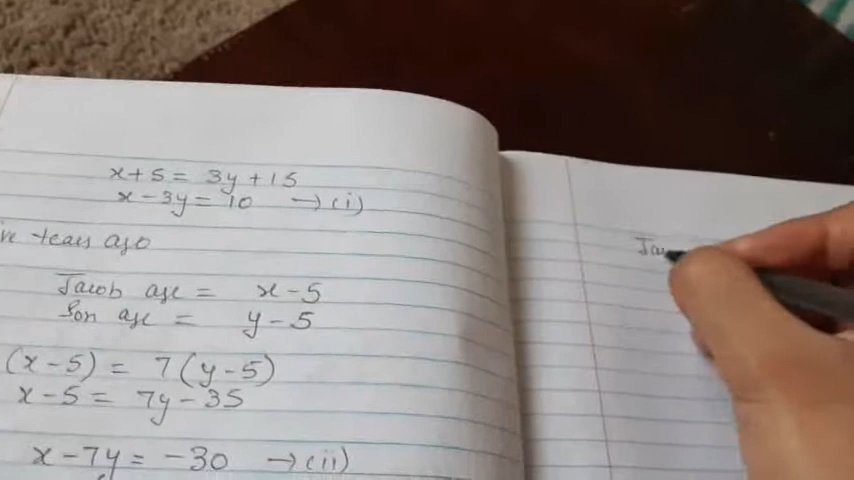 x+5 = 3y+15
x-3y = 10 → (i)
ago
Jacob age = x-5
Son age = y-5
(x-5) = 7(y-5)
x-5 = 7y-35
x-7y = -30 → (ii)